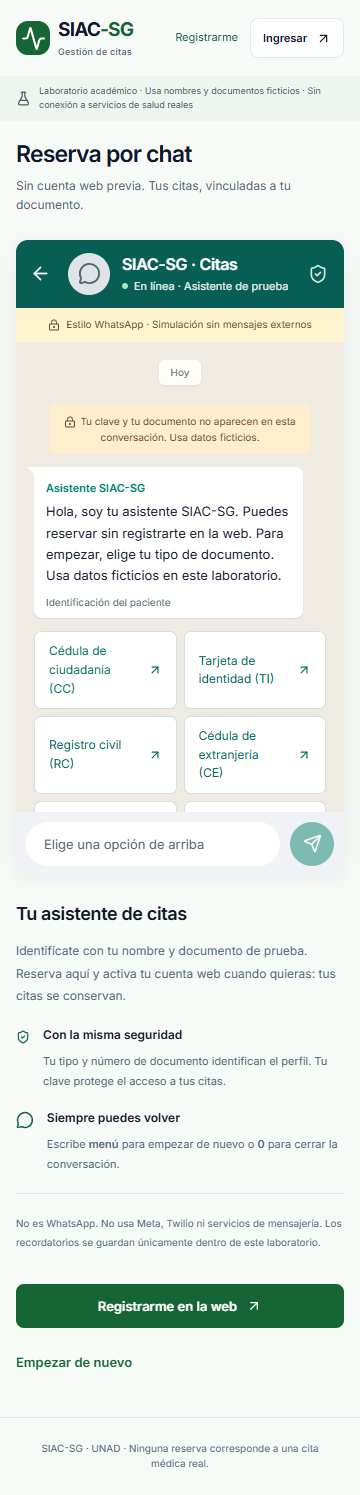 SIAC-SG
Gestión de citas
Registrarme
Ingresar
Laboratorio académico · Usa nombres y documentos ficticios · Sin
conexión a servicios de salud reales
Reserva por chat
Sin cuenta web previa. Tus citas, vinculadas a tu
documento.
SIAC-SG · Citas
En línea · Asistente de prueba
Estilo WhatsApp · Simulación sin mensajes externos
Hoy
Tu clave y tu documento no aparecen en esta
conversación. Usa datos ficticios.
Asistente SIAC-SG
Hola, soy tu asistente SIAC-SG. Puedes
reservar sin registrarte en la web. Para
empezar, elige tu tipo de documento.
Usa datos ficticios en este laboratorio.
Identificación del paciente
Cédula de
ciudadanía
(CC)
Tarjeta de
identidad (TI)
Registro civil
(RC)
Cédula de
extranjería
(CE)
Elige una opción de arriba
Tu asistente de citas
Identifícate con tu nombre y documento de prueba.
Reserva aquí y activa tu cuenta web cuando quieras: tus
citas se conservan.
Con la misma seguridad
Tu tipo y número de documento identifican el perfil. Tu
clave protege el acceso a tus citas.
Siempre puedes volver
Escribe menú para empezar de nuevo o 0 para cerrar la
conversación.
No es WhatsApp. No usa Meta, Twilio ni servicios de mensajería. Los
recordatorios se guardan únicamente dentro de este laboratorio.
Registrarme en la web
Empezar de nuevo
SIAC-SG · UNAD · Ninguna reserva corresponde a una cita
médica real.